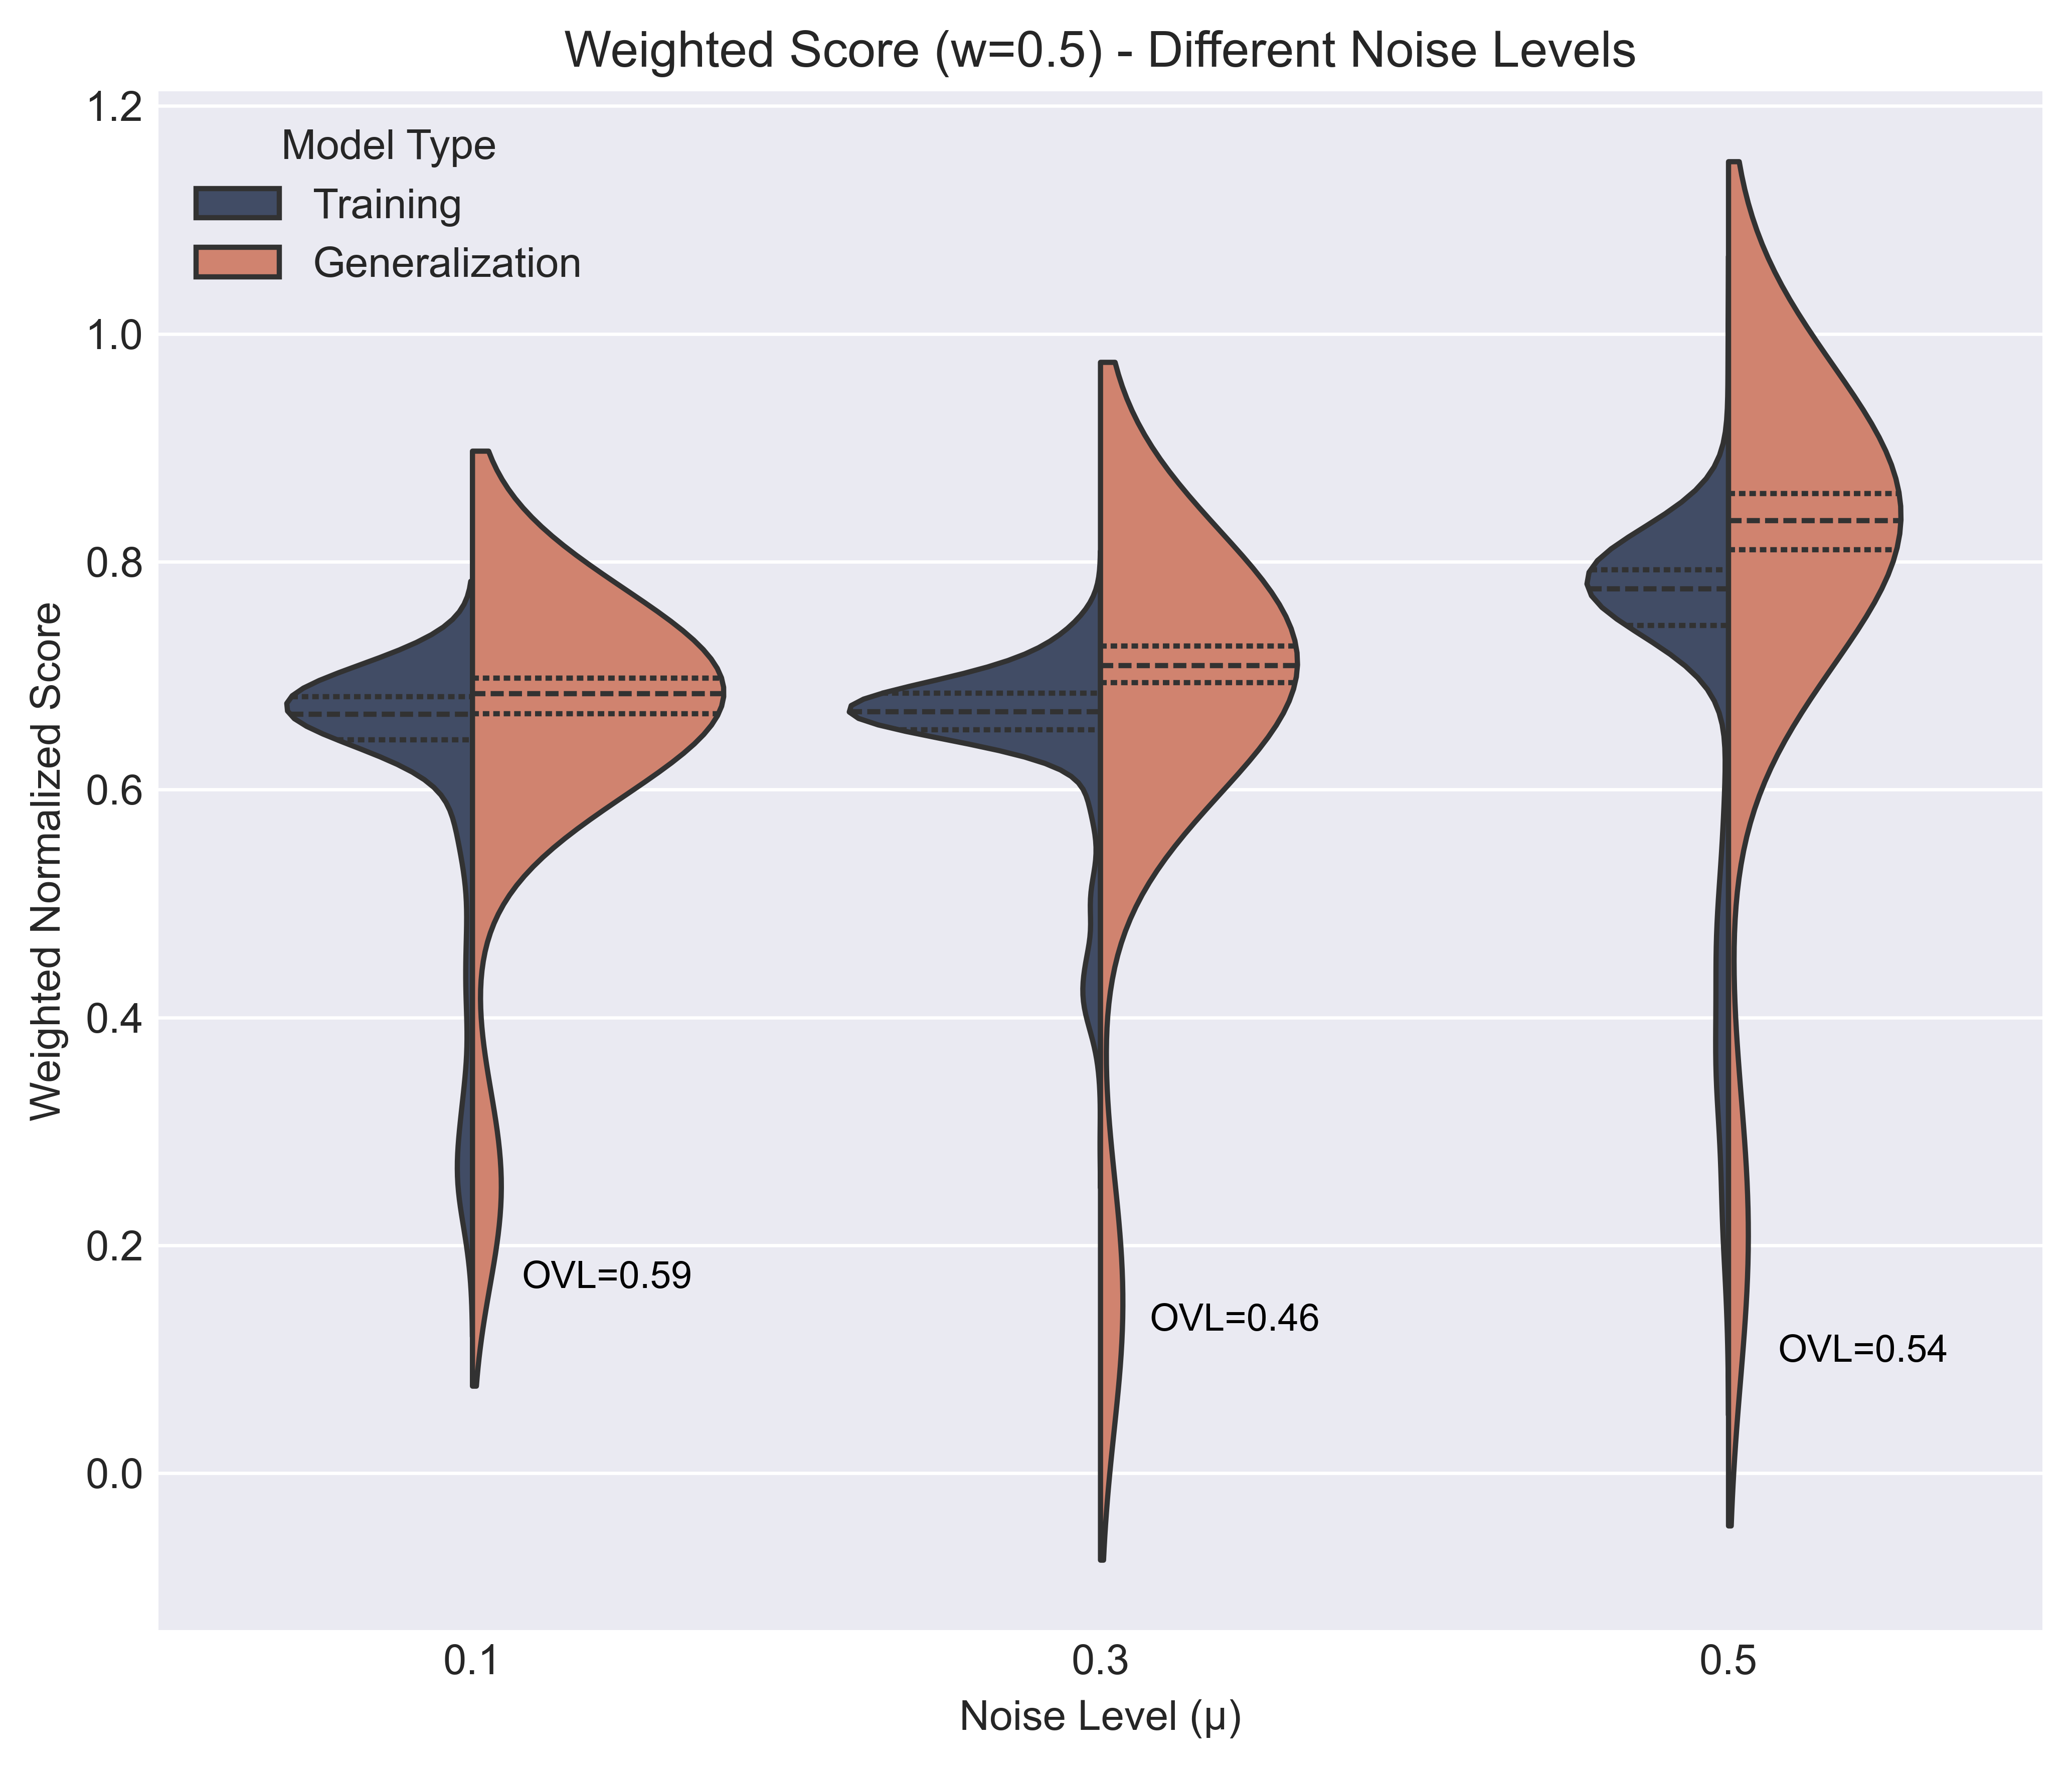 Weighted Score (w=0.5) - Different Noise Levels
Model Type
Training
Generalization
Weighted Normalized Score
1.2
1.0
0.8
0.6
0.4
0.2
0.0
OVL=0.59
OVL=0.46
OVL=0.54
0.1
0.3
0.5
Noise Level (μ)